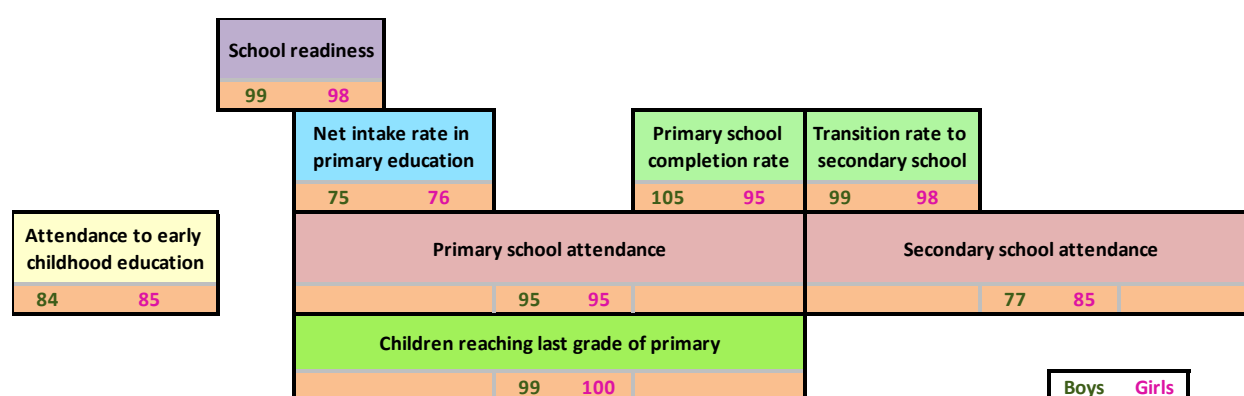 School readiness
99 98
Net intake rate in
primary education
75 76
Primary school
completion rate
105 95
Transition rate to
secondary school
99 98
Attendance to early
childhood education
84 85
Primary school attendance
95 95
Secondary school attendance
77 85
Children reaching last grade of primary
99 100
Boys Girls